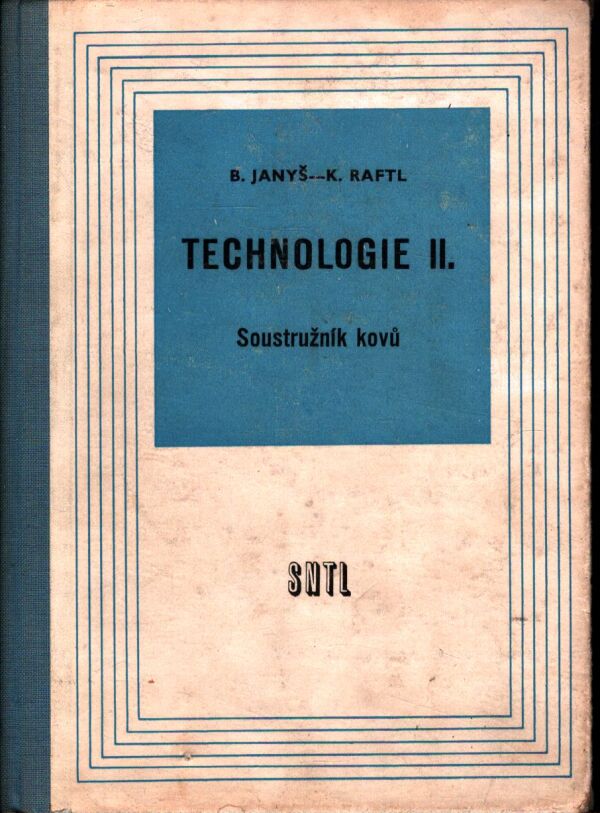 B. JANYŠ--K. RAFTL
TECHNOLOGIE II.
Soustružník kovů
SNTL